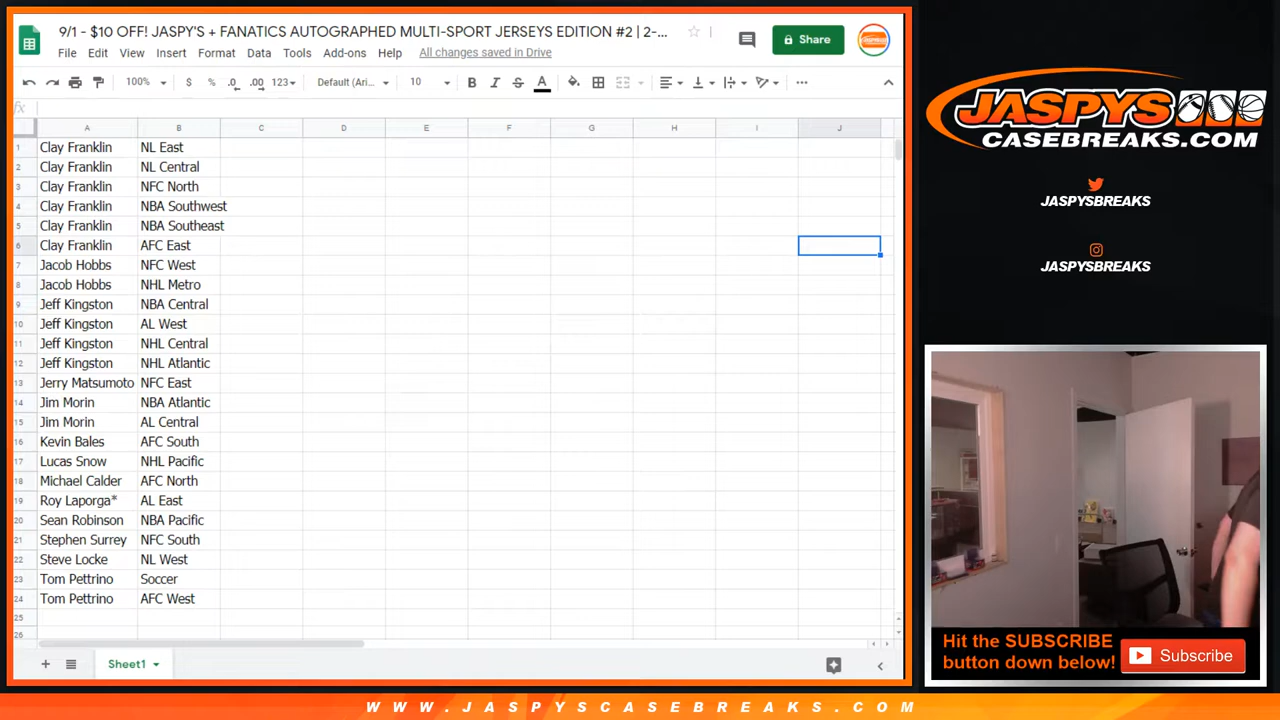 9/1 - $10 OFF! JASPY'S + FANATICS AUTOGRAPHED MULTI-SPORT JERSEYS EDITION #2 | 2-...
File Edit View Insert Format Data Tools Add-ons Help All changes saved in Drive
Share
100% $ % .0 .00 123 Default (Ari... 10 B I S A
fx
A B C D E F G H I J
1 Clay Franklin NL East
2 Clay Franklin NL Central
3 Clay Franklin NFC North
4 Clay Franklin NBA Southwest
5 Clay Franklin NBA Southeast
6 Clay Franklin AFC East
7 Jacob Hobbs NFC West
8 Jacob Hobbs NHL Metro
9 Jeff Kingston NBA Central
10 Jeff Kingston AL West
11 Jeff Kingston NHL Central
12 Jeff Kingston NHL Atlantic
13 Jerry Matsumoto NFC East
14 Jim Morin NBA Atlantic
15 Jim Morin AL Central
16 Kevin Bales AFC South
17 Lucas Snow NHL Pacific
18 Michael Calder AFC North
19 Roy Laporga* AL East
20 Sean Robinson NBA Pacific
21 Stephen Surrey NFC South
22 Steve Locke NL West
23 Tom Pettrino Soccer
24 Tom Pettrino AFC West
25
26
Sheet1
JASPYS
CASEBREAKS.COM
JASPYSBREAKS
JASPYSBREAKS
Hit the SUBSCRIBE
button down below!
Subscribe
WWW.JASPYSCASEBREAKS.COM